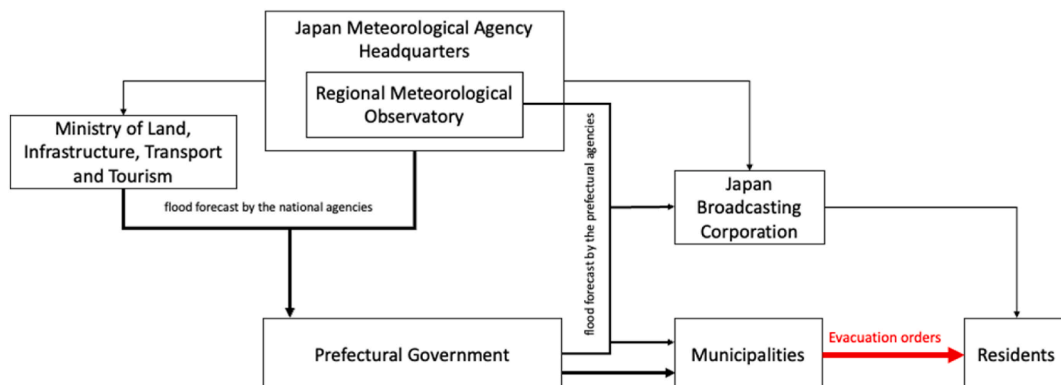 Japan Meteorological Agency
Headquarters
Regional Meteorological
Observatory
Ministry of Land,
Infrastructure, Transport
and Tourism
flood forecast by the national agencies
flood forecast by the prefectural agencies
Japan
Broadcasting
Corporation
Prefectural Government
Municipalities
Evacuation orders
Residents